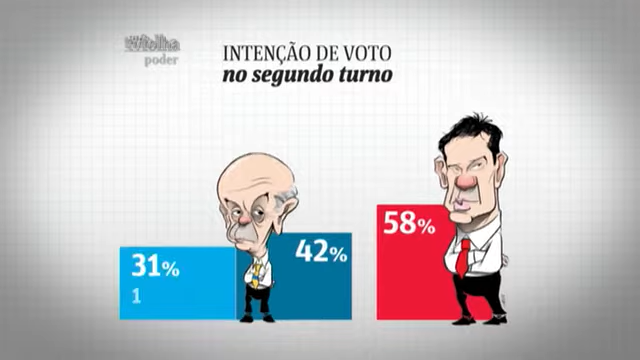 folha
poder
INTENÇÃO DE VOTO
no segundo turno
31%
1
42%
58%